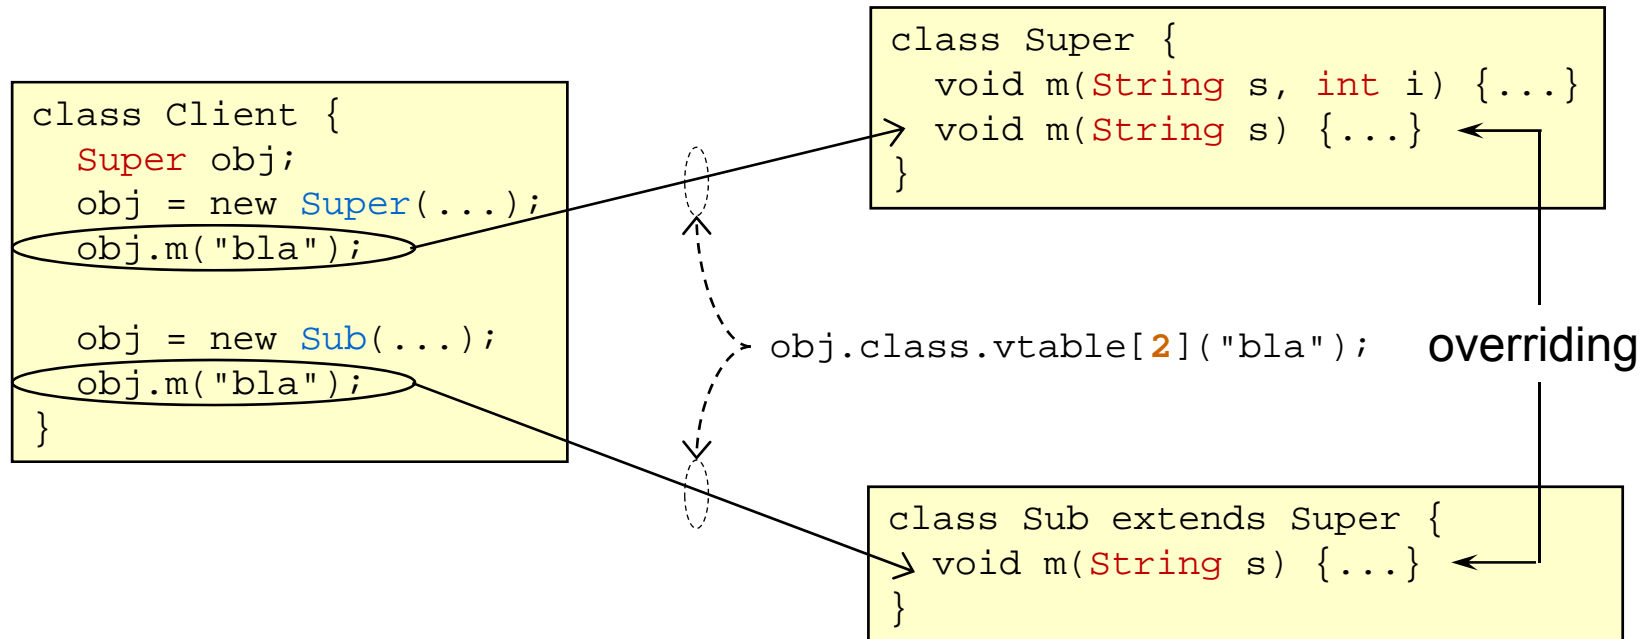 class Client {
Super obj;
obj = new Super(...);
obj.m("bla");
obj = new Sub(...);
obj.m("bla");
}
class Super {
void m(String s, int i) {...}
void m(String s) {...}
}
obj.class.vtable[2]("bla");
overriding
class Sub extends Super {
void m(String s) {...}
}